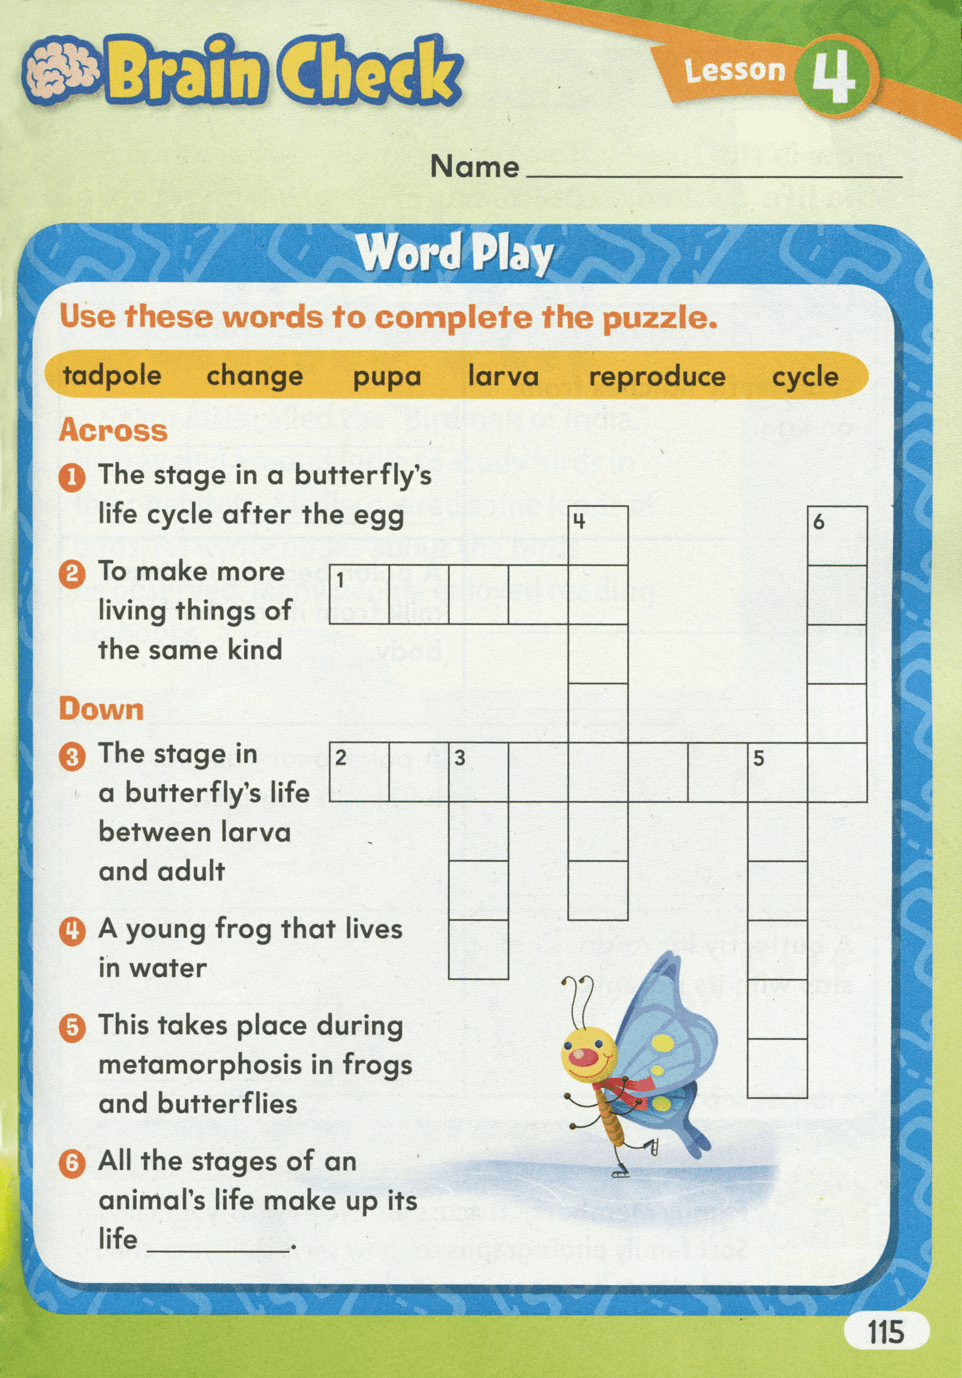 Brain Check
Lesson 4
Name
Word Play
Use these words to complete the puzzle.
tadpole change pupa larva reproduce cycle
Across
1 The stage in a butterfly's
life cycle after the egg
2 To make more
living things of
the same kind
Down
3 The stage in
a butterfly's life
between larva
and adult
4 A young frog that lives
in water
5 This takes place during
metamorphosis in frogs
and butterflies
6 All the stages of an
animal's life make up its
life ________.
4 6
1
2 3 5
115